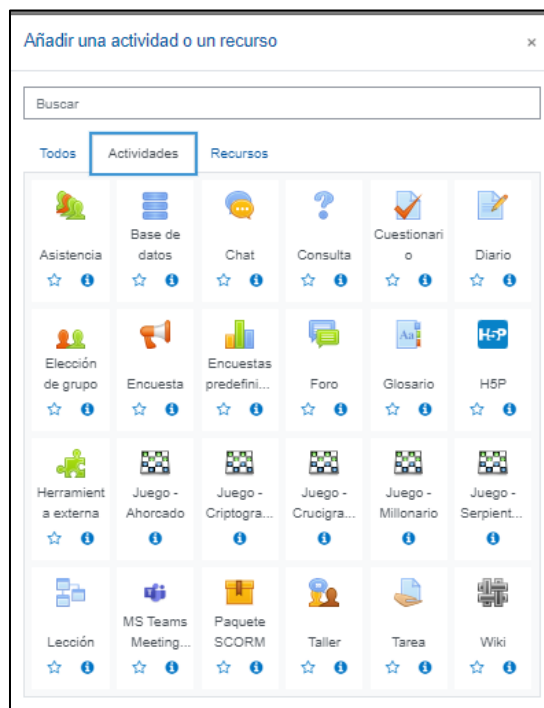 Añadir una actividad o un recurso ×
Buscar
Todos Actividades Recursos
Asistencia
Base de
datos
Chat
Consulta
Cuestionari
o
Diario
Elección
de grupo
Encuesta
Encuestas
predefini...
Foro
Aa
Glosario
H5P
H5P
Herramient
a externa
Juego -
Ahorcado
Juego -
Criptogra...
Juego -
Crucigra...
Juego -
Millonario
Juego -
Serpient...
Lección
MS Teams
Meeting...
Paquete
SCORM
Taller
Tarea
Wiki